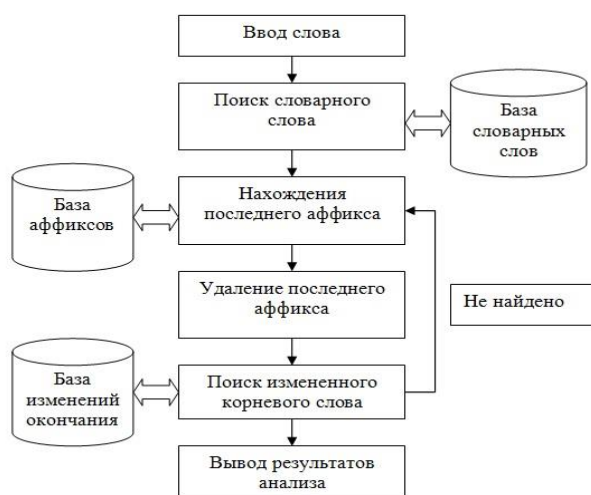 Ввод слова
Поиск словарного
слова
База
словарных
слов
Нахождения
последнего аффикса
База
аффиксов
Удаление последнего
аффикса
Не найдено
Поиск измененного
корневого слова
База
изменений
окончания
Вывод результатов
анализа